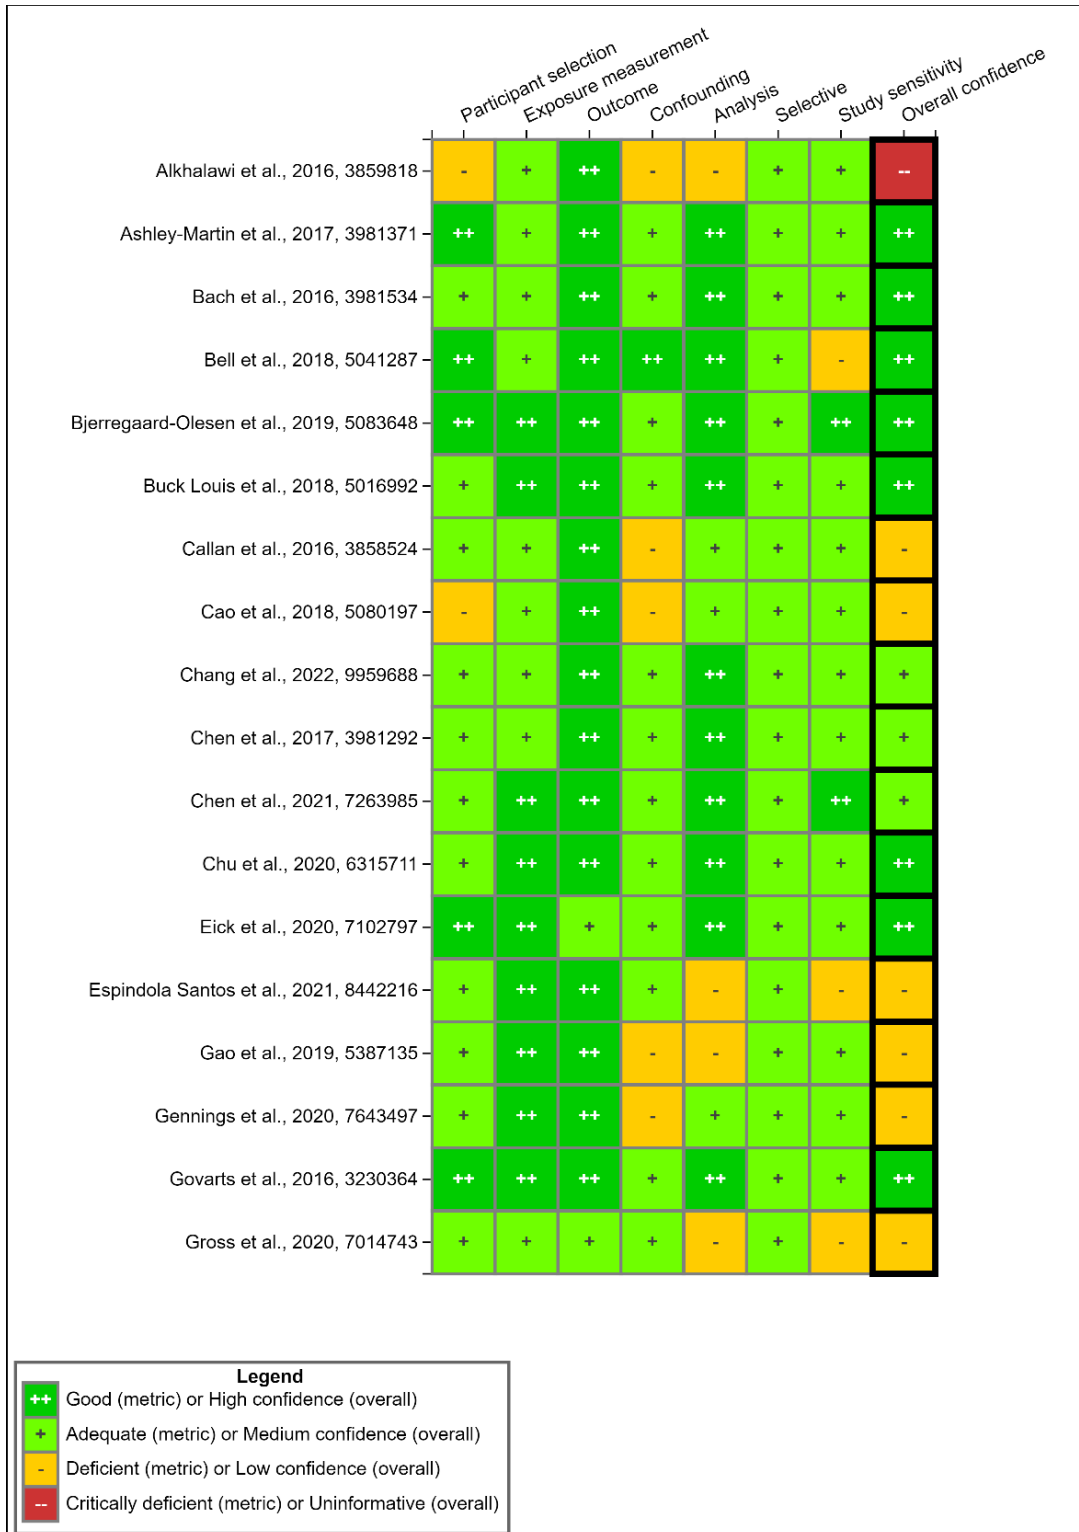 Participant selection
Exposure measurement
Outcome
Confounding
Analysis
Selective
Study sensitivity
Overall confidence
Alkhalawi et al., 2016, 3859818 - + ++ - - + + --
Ashley-Martin et al., 2017, 3981371 ++ + ++ + ++ + + ++
Bach et al., 2016, 3981534 + + ++ + ++ + + ++
Bell et al., 2018, 5041287 ++ + ++ ++ ++ + - ++
Bjerregaard-Olesen et al., 2019, 5083648 ++ ++ ++ + ++ + ++ ++
Buck Louis et al., 2018, 5016992 + ++ ++ + ++ + + ++
Callan et al., 2016, 3858524 + + ++ - + + + -
Cao et al., 2018, 5080197 - + ++ - + + + -
Chang et al., 2022, 9959688 + + ++ + ++ + + +
Chen et al., 2017, 3981292 + + ++ + ++ + + +
Chen et al., 2021, 7263985 + ++ ++ + ++ + ++ +
Chu et al., 2020, 6315711 + ++ ++ + ++ + + ++
Eick et al., 2020, 7102797 ++ ++ + + ++ + + ++
Espindola Santos et al., 2021, 8442216 + ++ ++ + - + - -
Gao et al., 2019, 5387135 + ++ ++ - - + + -
Gennings et al., 2020, 7643497 + ++ ++ - + + + -
Govarts et al., 2016, 3230364 ++ ++ ++ + ++ + + ++
Gross et al., 2020, 7014743 + + + + - + - -
Legend
++ Good (metric) or High confidence (overall)
+ Adequate (metric) or Medium confidence (overall)
- Deficient (metric) or Low confidence (overall)
-- Critically deficient (metric) or Uninformative (overall)